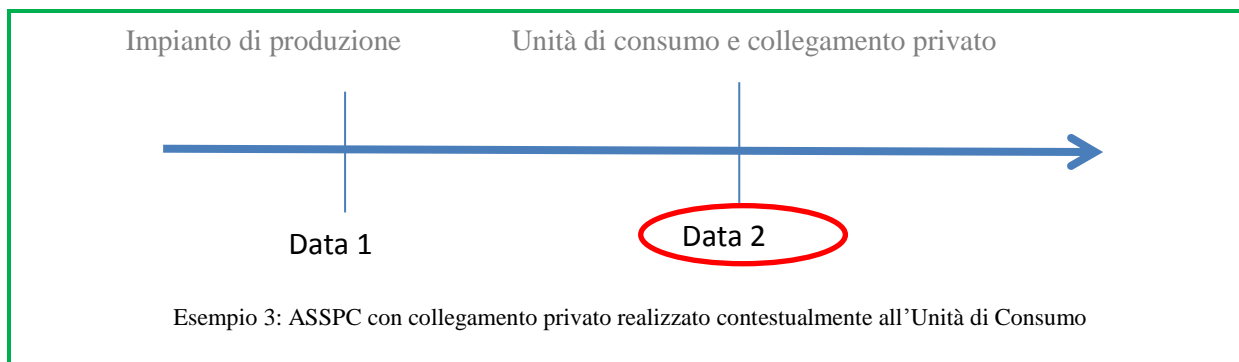 Impianto di produzione Unità di consumo e collegamento privato
Data 1 Data 2
Esempio 3: ASSPC con collegamento privato realizzato contestualmente all’Unità di Consumo